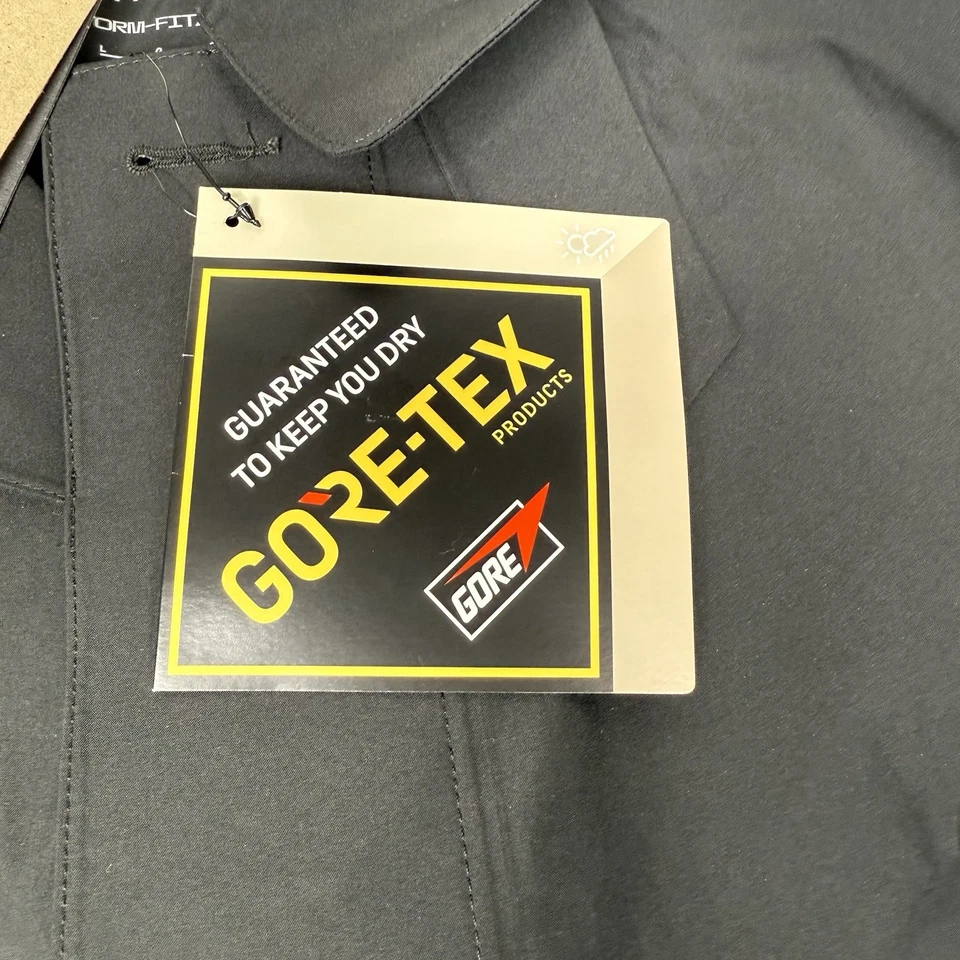 ORM-FIT.
L
GUARANTEED
TO KEEP YOU DRY
GORE-TEX
PRODUCTS
GORE